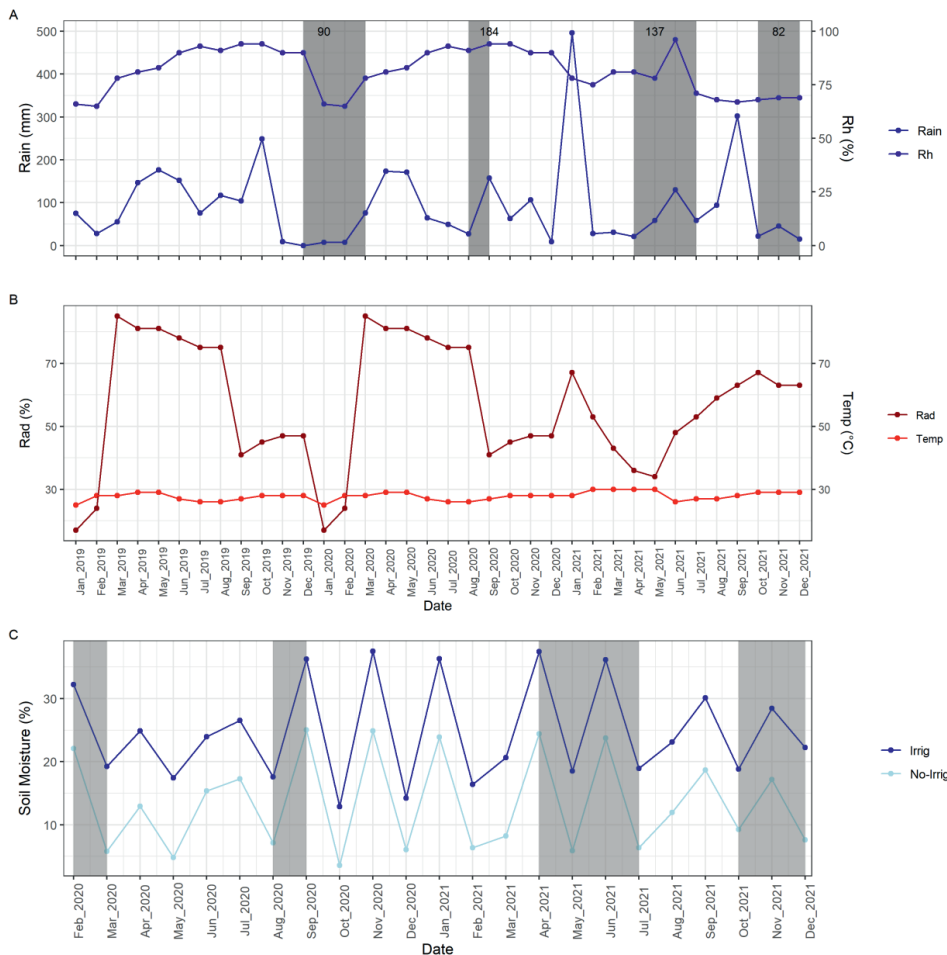 A
90
184
137
82
500
400
300
200
100
0
Rain (mm)
100
75
50
25
0
Rh (%)
Rain
Rh
B
70
50
30
Rad (%)
70
50
30
Temp (°C)
Rad
Temp
Jan_2019
Feb_2019
Mar_2019
Apr_2019
May_2019
Jun_2019
Jul_2019
Aug_2019
Sep_2019
Oct_2019
Nov_2019
Dec_2019
Jan_2020
Feb_2020
Mar_2020
Apr_2020
May_2020
Jun_2020
Jul_2020
Aug_2020
Sep_2020
Oct_2020
Nov_2020
Dec_2020
Jan_2021
Feb_2021
Mar_2021
Apr_2021
May_2021
Jun_2021
Jul_2021
Aug_2021
Sep_2021
Oct_2021
Nov_2021
Dec_2021
Date
C
30
20
10
Soil Moisture (%)
Irrig
No-Irrig
Feb_2020
Mar_2020
Apr_2020
May_2020
Jun_2020
Jul_2020
Aug_2020
Sep_2020
Oct_2020
Nov_2020
Dec_2020
Jan_2021
Feb_2021
Mar_2021
Apr_2021
May_2021
Jun_2021
Jul_2021
Aug_2021
Sep_2021
Oct_2021
Nov_2021
Dec_2021
Date